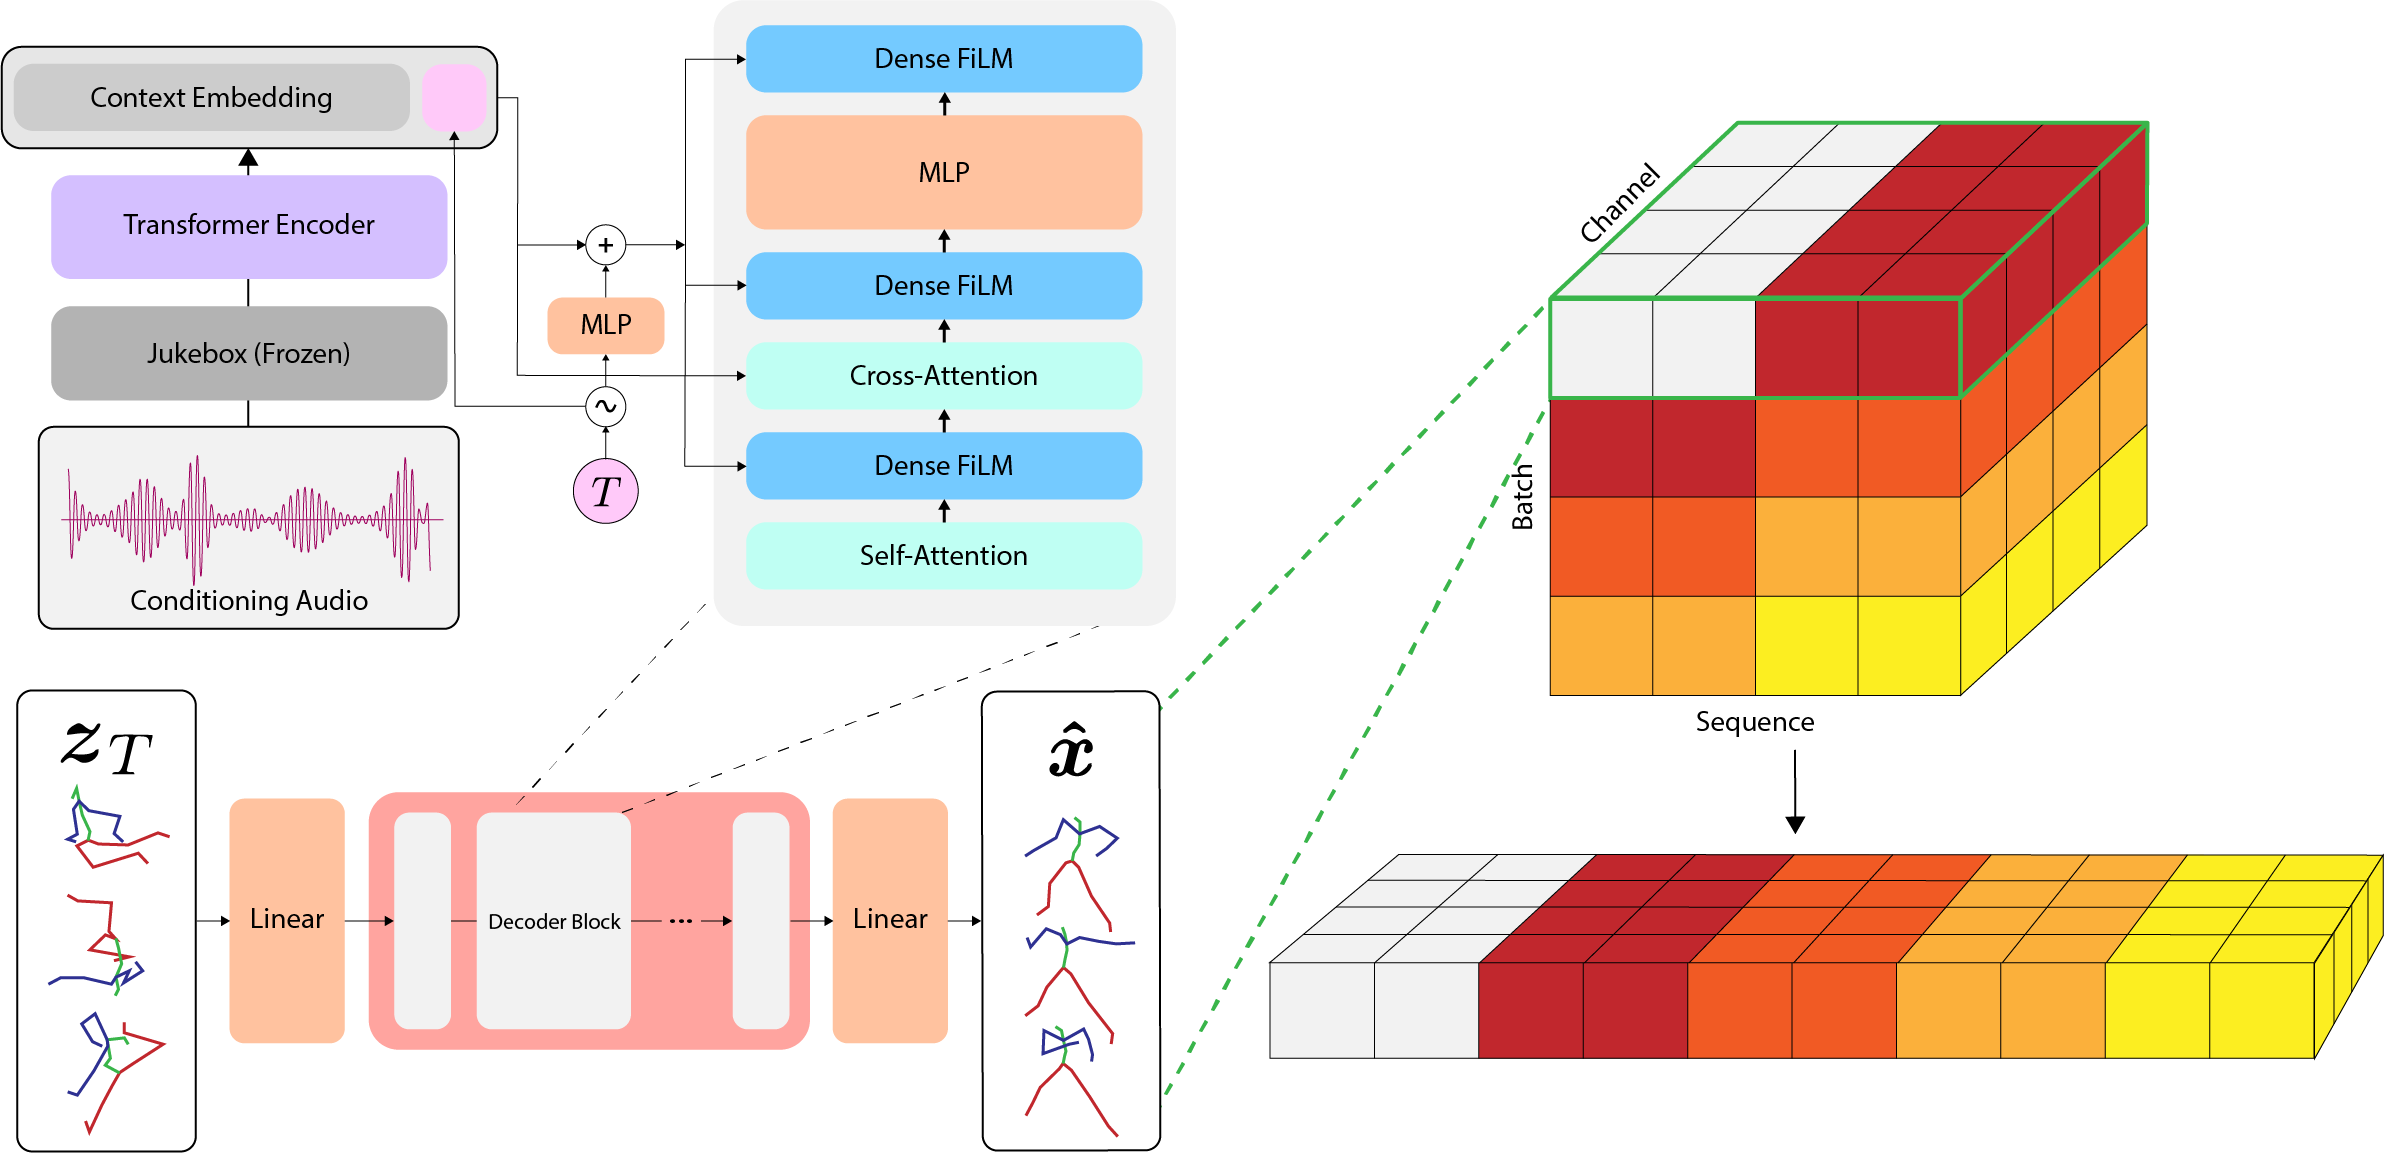 Context Embedding
Transformer Encoder
Jukebox (Frozen)
Conditioning Audio
+
MLP
~
T
Dense FiLM
MLP
Dense FiLM
Cross-Attention
Dense FiLM
Self-Attention
z_T
Linear
Decoder Block
...
Linear
x̂
Channel
Batch
Sequence